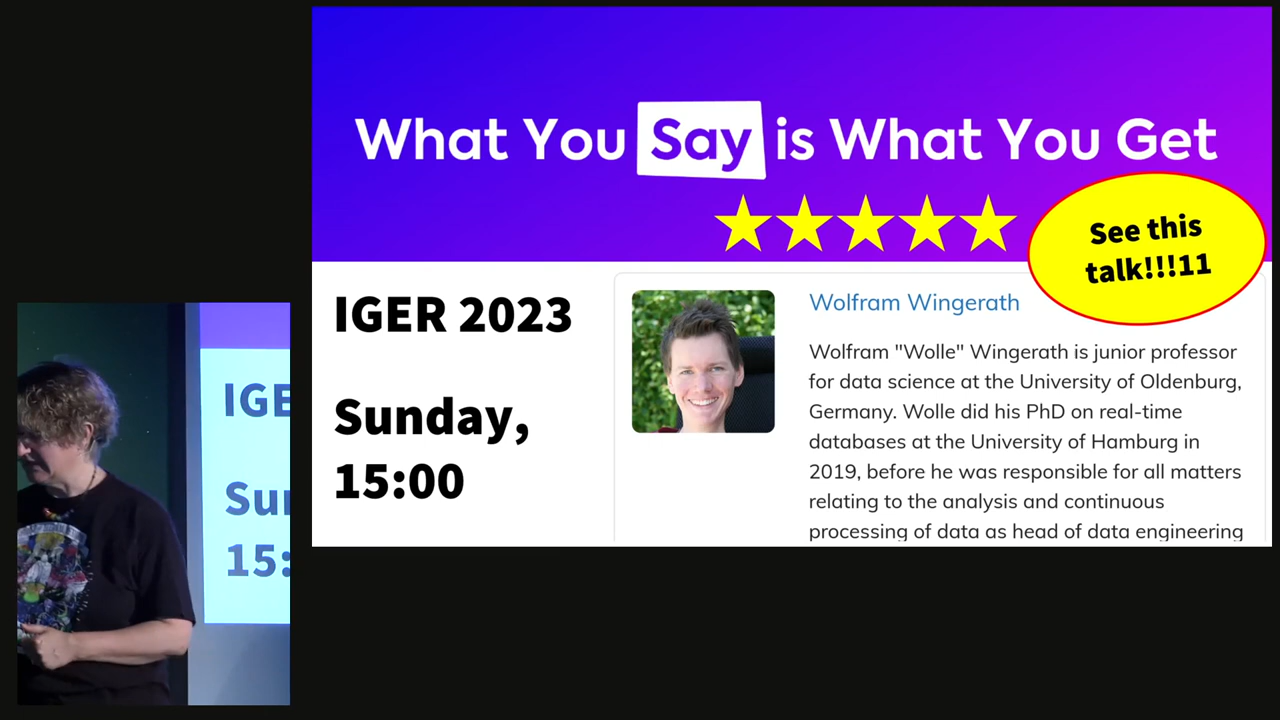 What You Say is What You Get
See this
talk!!!11
IGER 2023
Sunday,
15:00
Wolfram Wingerath
Wolfram "Wolle" Wingerath is junior professor
for data science at the University of Oldenburg,
Germany. Wolle did his PhD on real-time
databases at the University of Hamburg in
2019, before he was responsible for all matters
relating to the analysis and continuous
processing of data as head of data engineering
IGE
Sun
15: